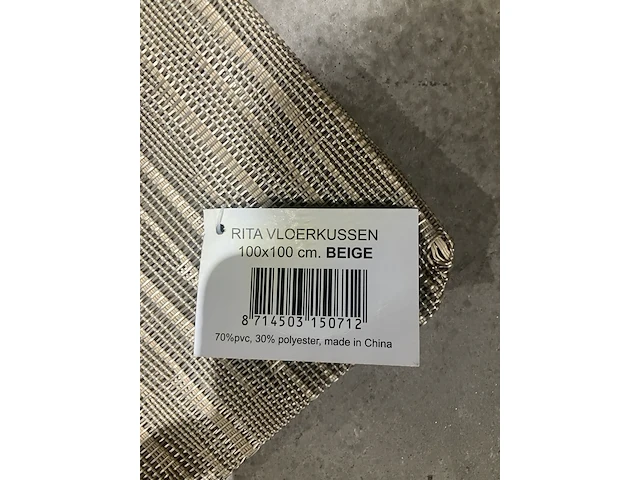 RITA VLOERKUSSEN
100x100 cm. BEIGE
8 714503 150712
70%pvc, 30% polyester, made in China